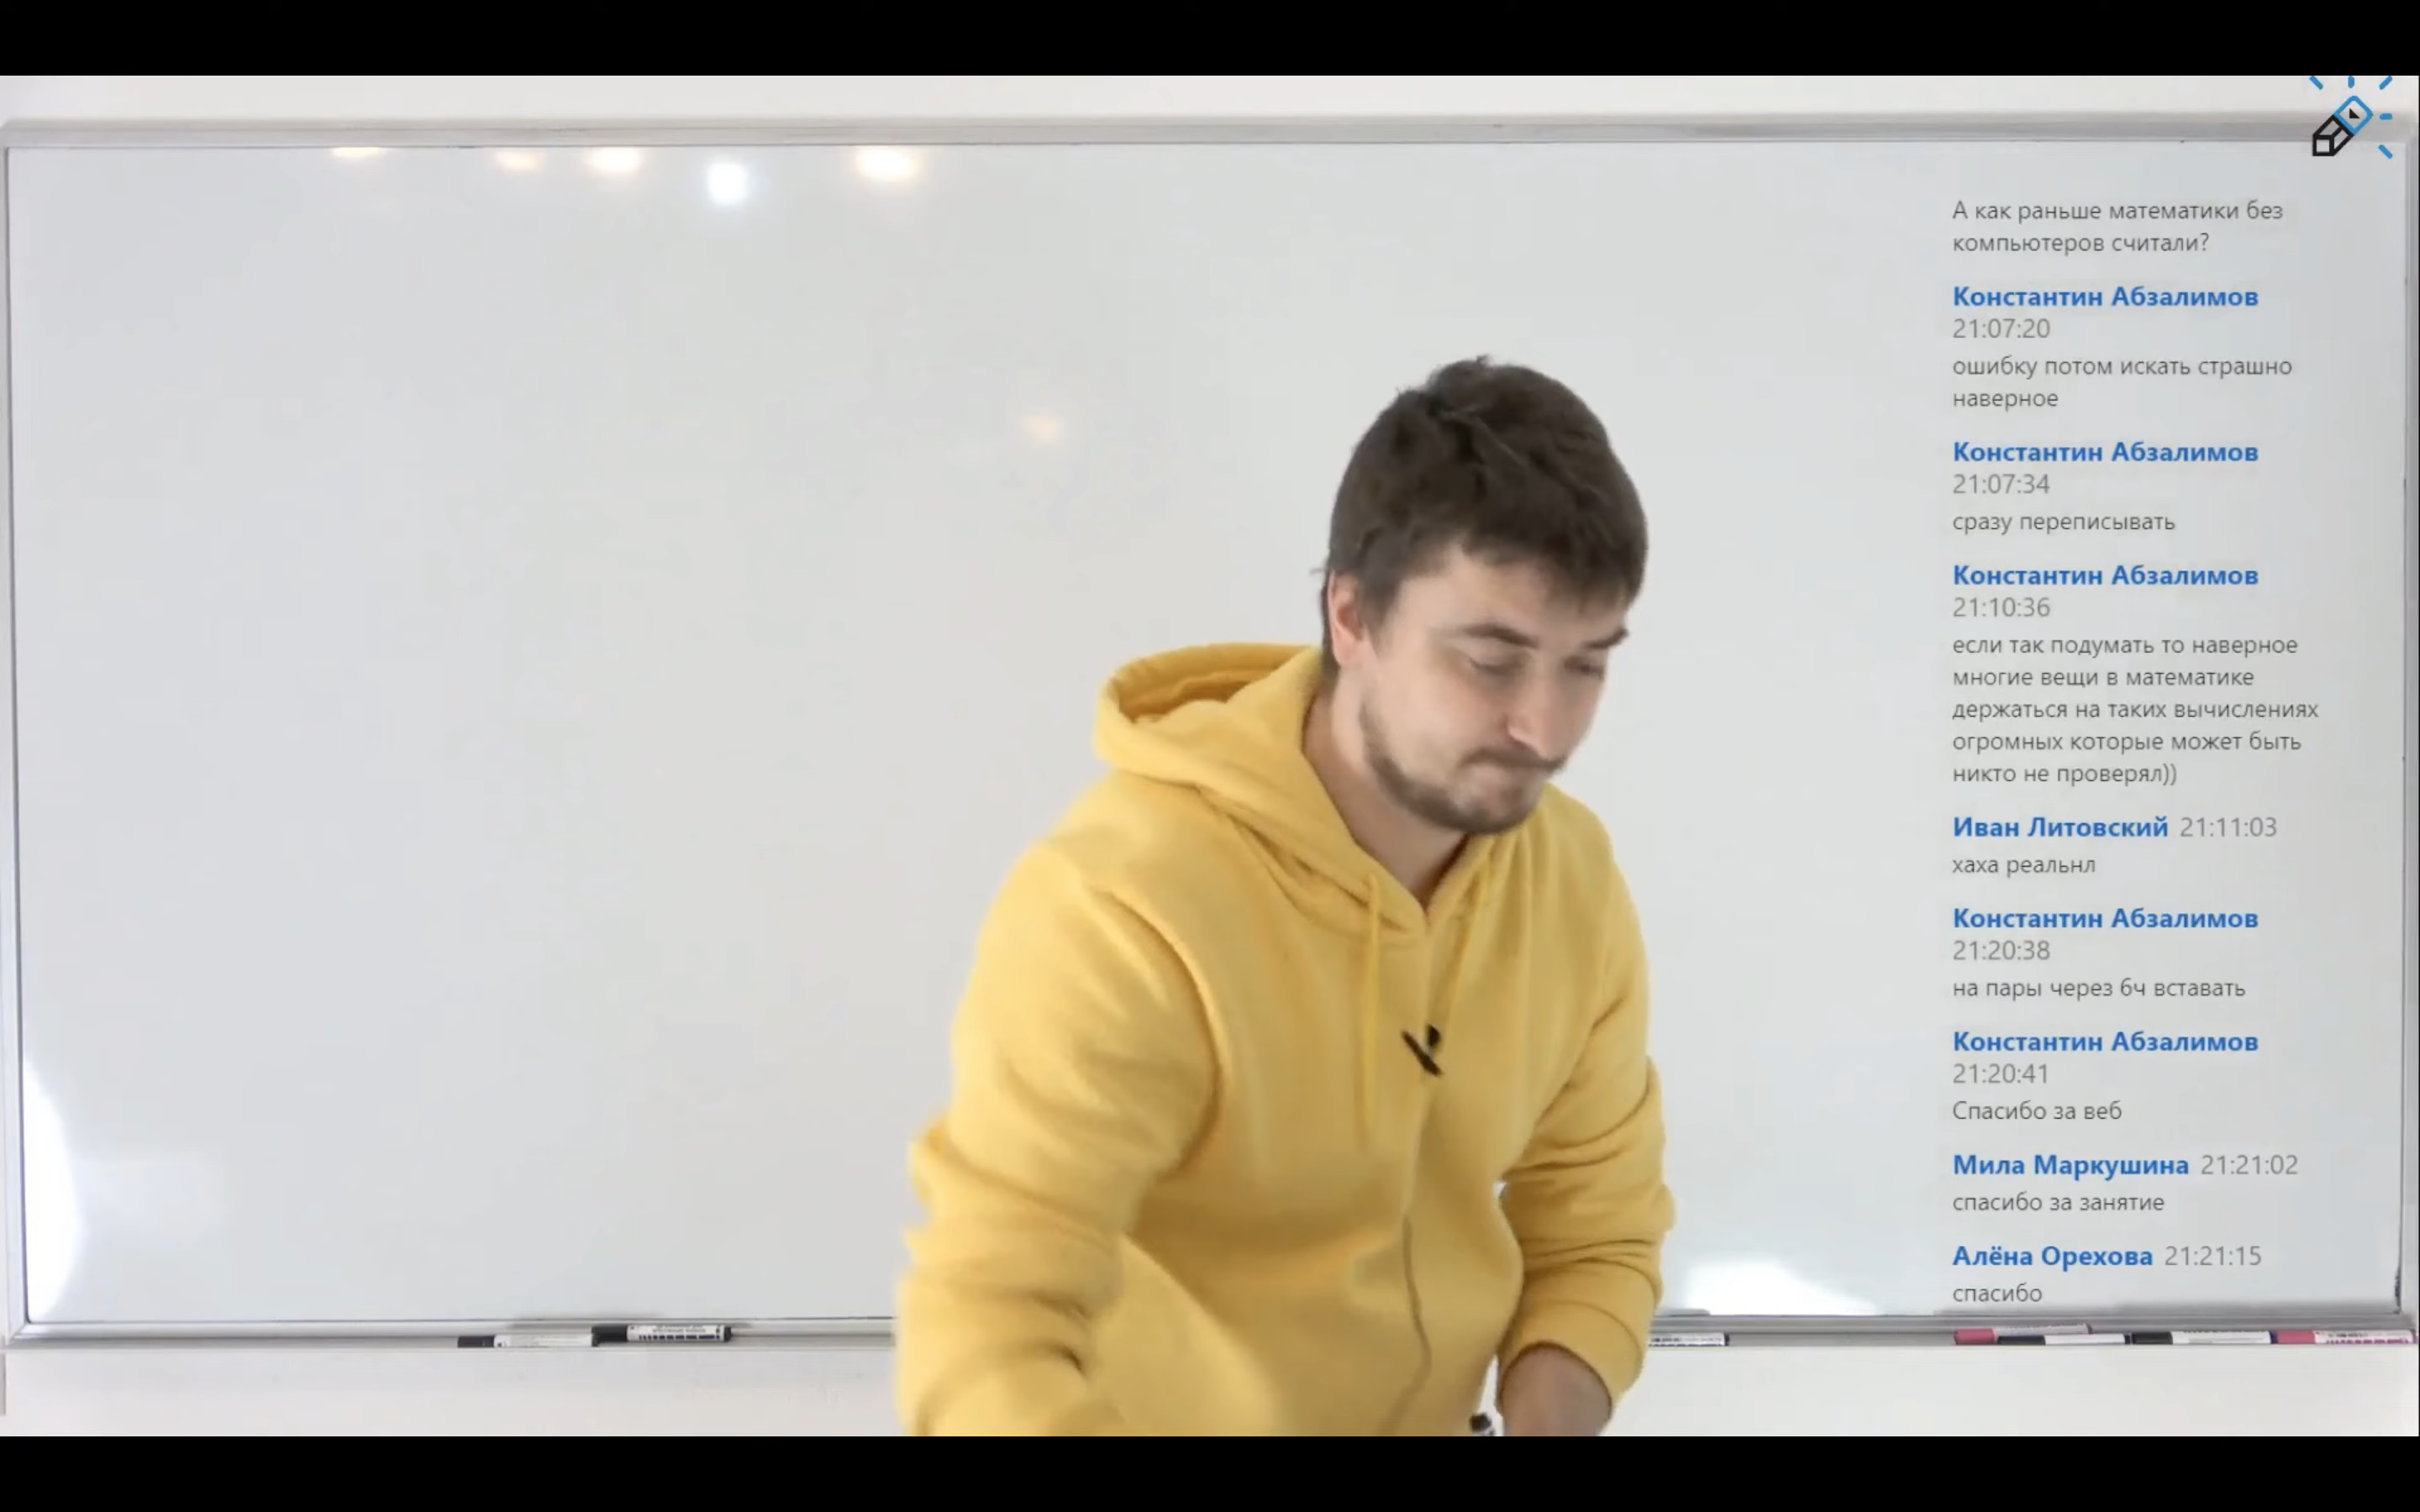 А как раньше математики без
компьютеров считали?
Константин Абзалимов
21:07:20
ошибку потом искать страшно
наверное
Константин Абзалимов
21:07:34
сразу переписывать
Константин Абзалимов
21:10:36
если так подумать то наверное
многие вещи в математике
держаться на таких вычислениях
огромных которые может быть
никто не проверял))
Иван Литовский 21:11:03
хаха реальнл
Константин Абзалимов
21:20:38
на пары через 6ч вставать
Константин Абзалимов
21:20:41
Спасибо за веб
Мила Маркушина 21:21:02
спасибо за занятие
Алёна Орехова 21:21:15
спасибо